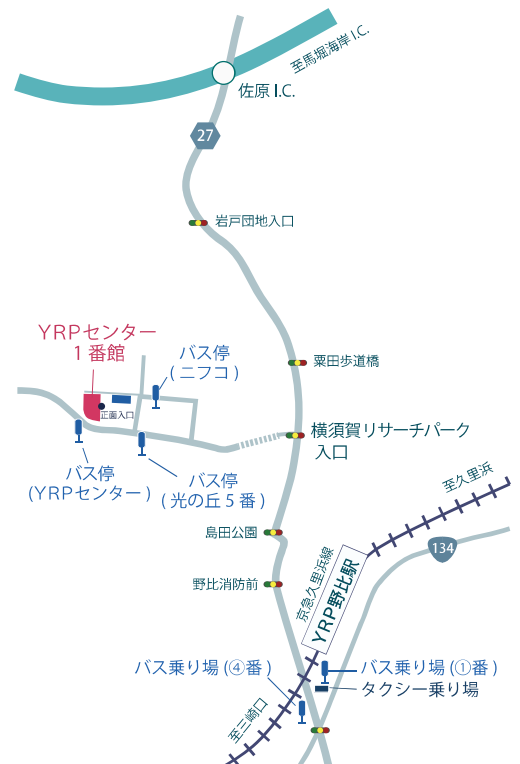 至馬堀海岸 I.C.
佐原 I.C.
27
岩戸団地入口
YRPセンター
1番館
バス停
(ニフコ)
粟田歩道橋
正面入口
横須賀リサーチパーク
入口
バス停
(YRPセンター)
バス停
(光の丘5番)
至久里浜
島田公園
134
京急久里浜線
YRP野比駅
野比消防前
バス乗り場(④番)
バス乗り場(①番)
タクシー乗り場
至三崎口